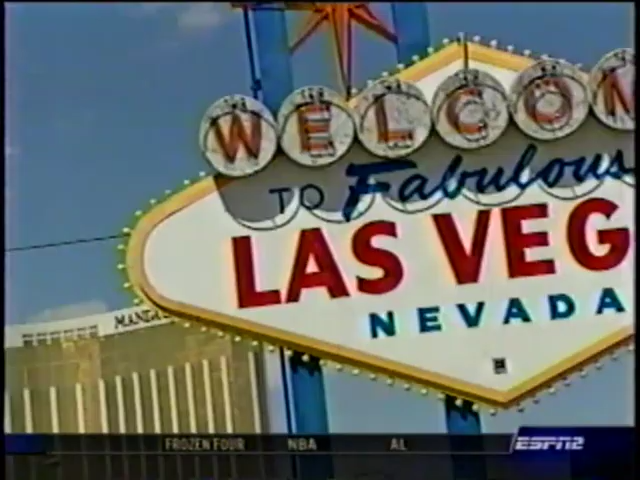 WELCOM
TO Fabulous
LAS VEG
NEVADA
MANDA
FROZEN FOUR NBA AL ESPN2